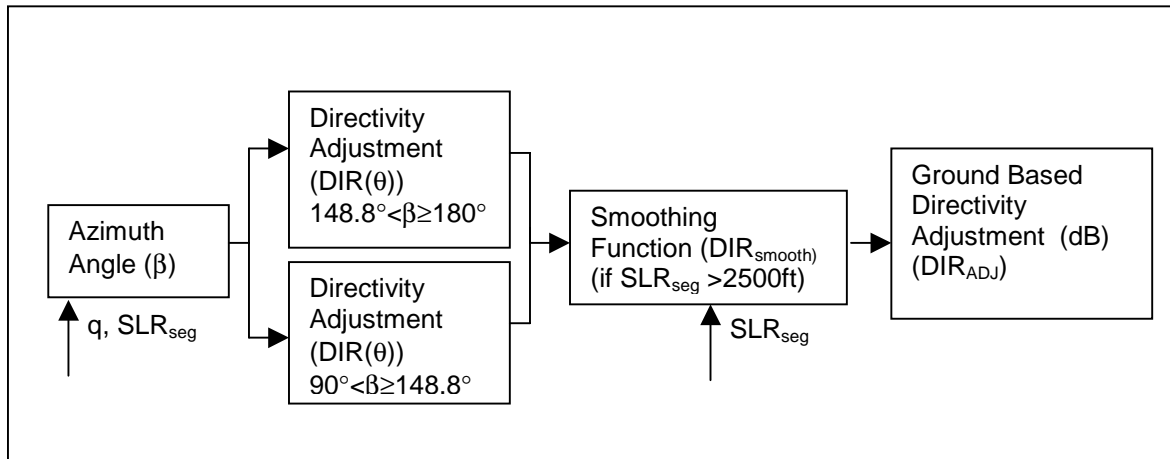 Azimuth
Angle (β)
q, SLRseg
Directivity
Adjustment
(DIR(θ))
148.8°<β≥180°
Directivity
Adjustment
(DIR(θ))
90°<β≥148.8°
Smoothing
Function (DIRsmooth)
(if SLRseg >2500ft)
SLRseg
Ground Based
Directivity
Adjustment (dB)
(DIRADJ)